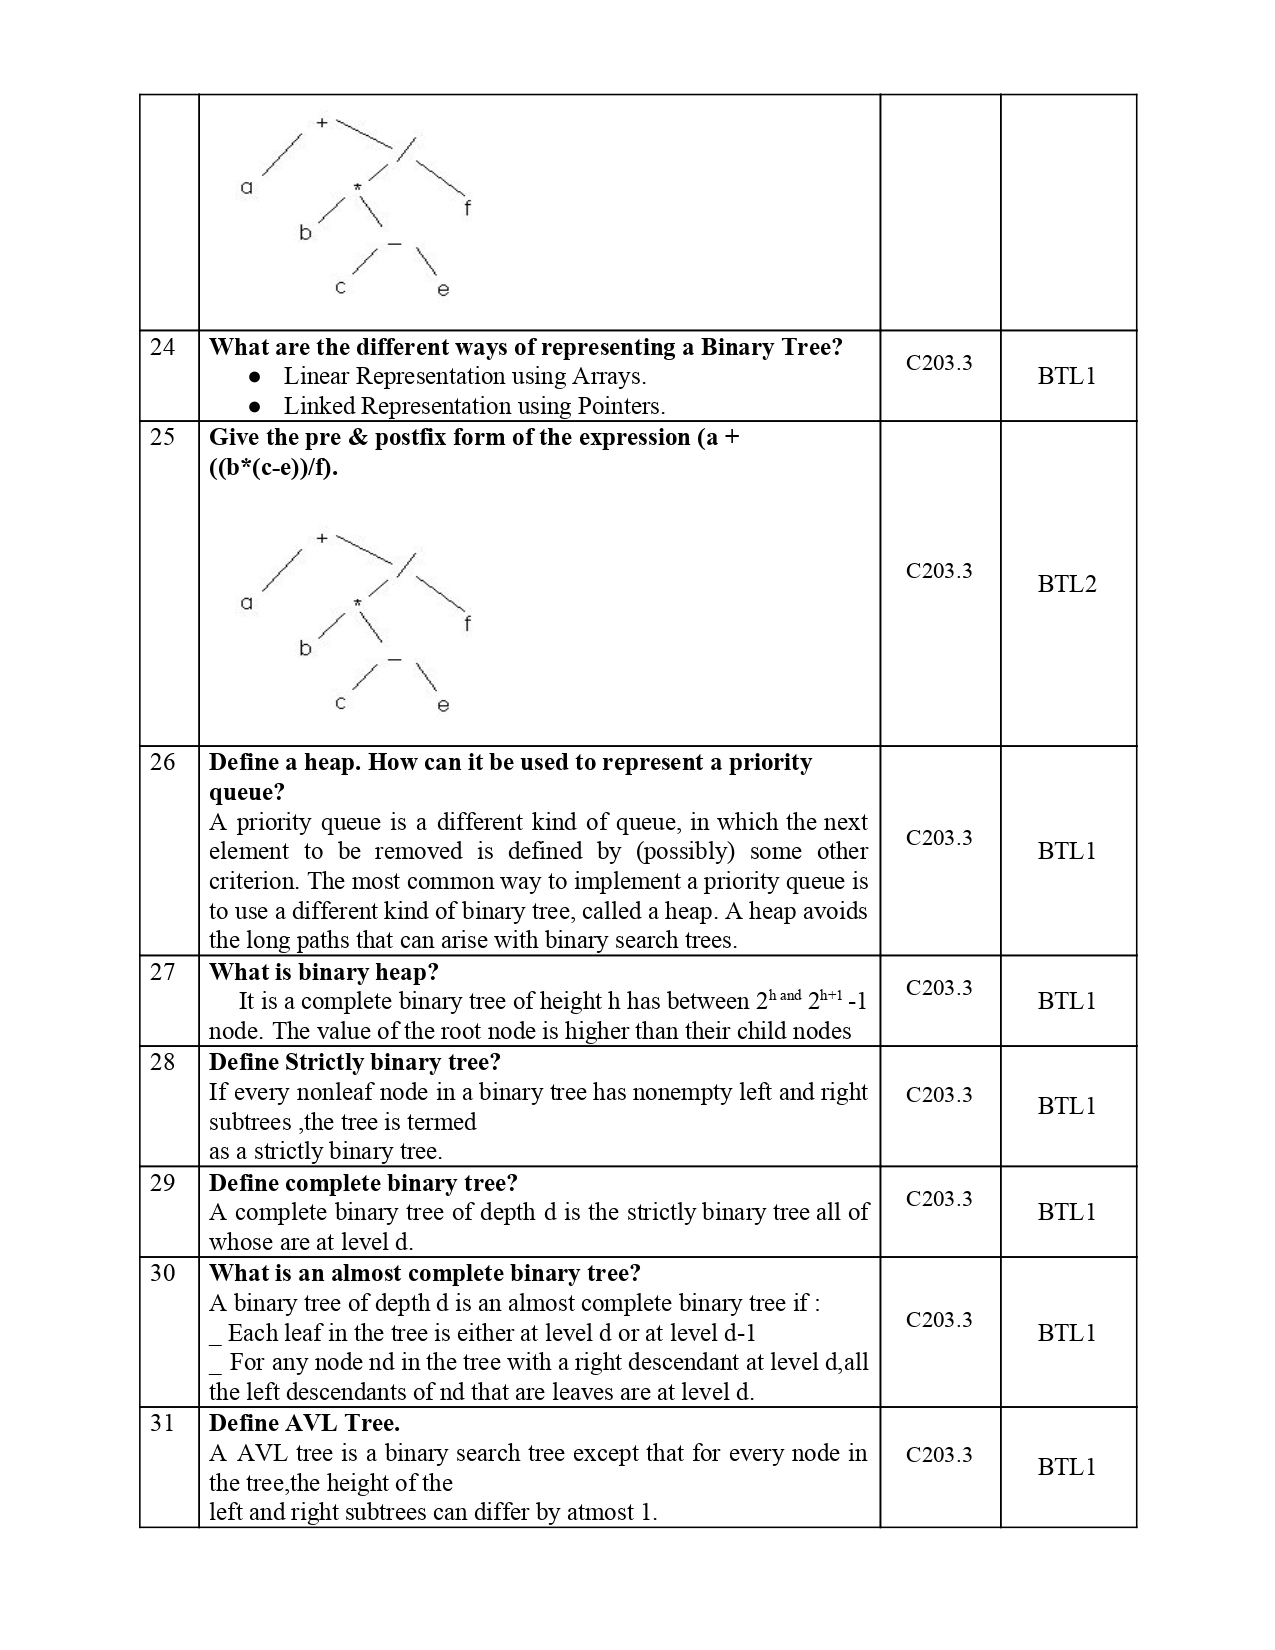 +
/
a
*
f
b
–
c
e
24
What are the different ways of representing a Binary Tree?
● Linear Representation using Arrays.
● Linked Representation using Pointers.
C203.3
BTL1
25
Give the pre & postfix form of the expression (a +
((b*(c-e))/f).
+
/
a
*
f
b
–
c
e
C203.3
BTL2
26
Define a heap. How can it be used to represent a priority
queue?
A priority queue is a different kind of queue, in which the next
element to be removed is defined by (possibly) some other
criterion. The most common way to implement a priority queue is
to use a different kind of binary tree, called a heap. A heap avoids
the long paths that can arise with binary search trees.
C203.3
BTL1
27
What is binary heap?
It is a complete binary tree of height h has between 2^h and 2^h+1 -1
node. The value of the root node is higher than their child nodes
C203.3
BTL1
28
Define Strictly binary tree?
If every nonleaf node in a binary tree has nonempty left and right
subtrees ,the tree is termed
as a strictly binary tree.
C203.3
BTL1
29
Define complete binary tree?
A complete binary tree of depth d is the strictly binary tree all of
whose are at level d.
C203.3
BTL1
30
What is an almost complete binary tree?
A binary tree of depth d is an almost complete binary tree if :
_ Each leaf in the tree is either at level d or at level d-1
_ For any node nd in the tree with a right descendant at level d,all
the left descendants of nd that are leaves are at level d.
C203.3
BTL1
31
Define AVL Tree.
A AVL tree is a binary search tree except that for every node in
the tree,the height of the
left and right subtrees can differ by atmost 1.
C203.3
BTL1